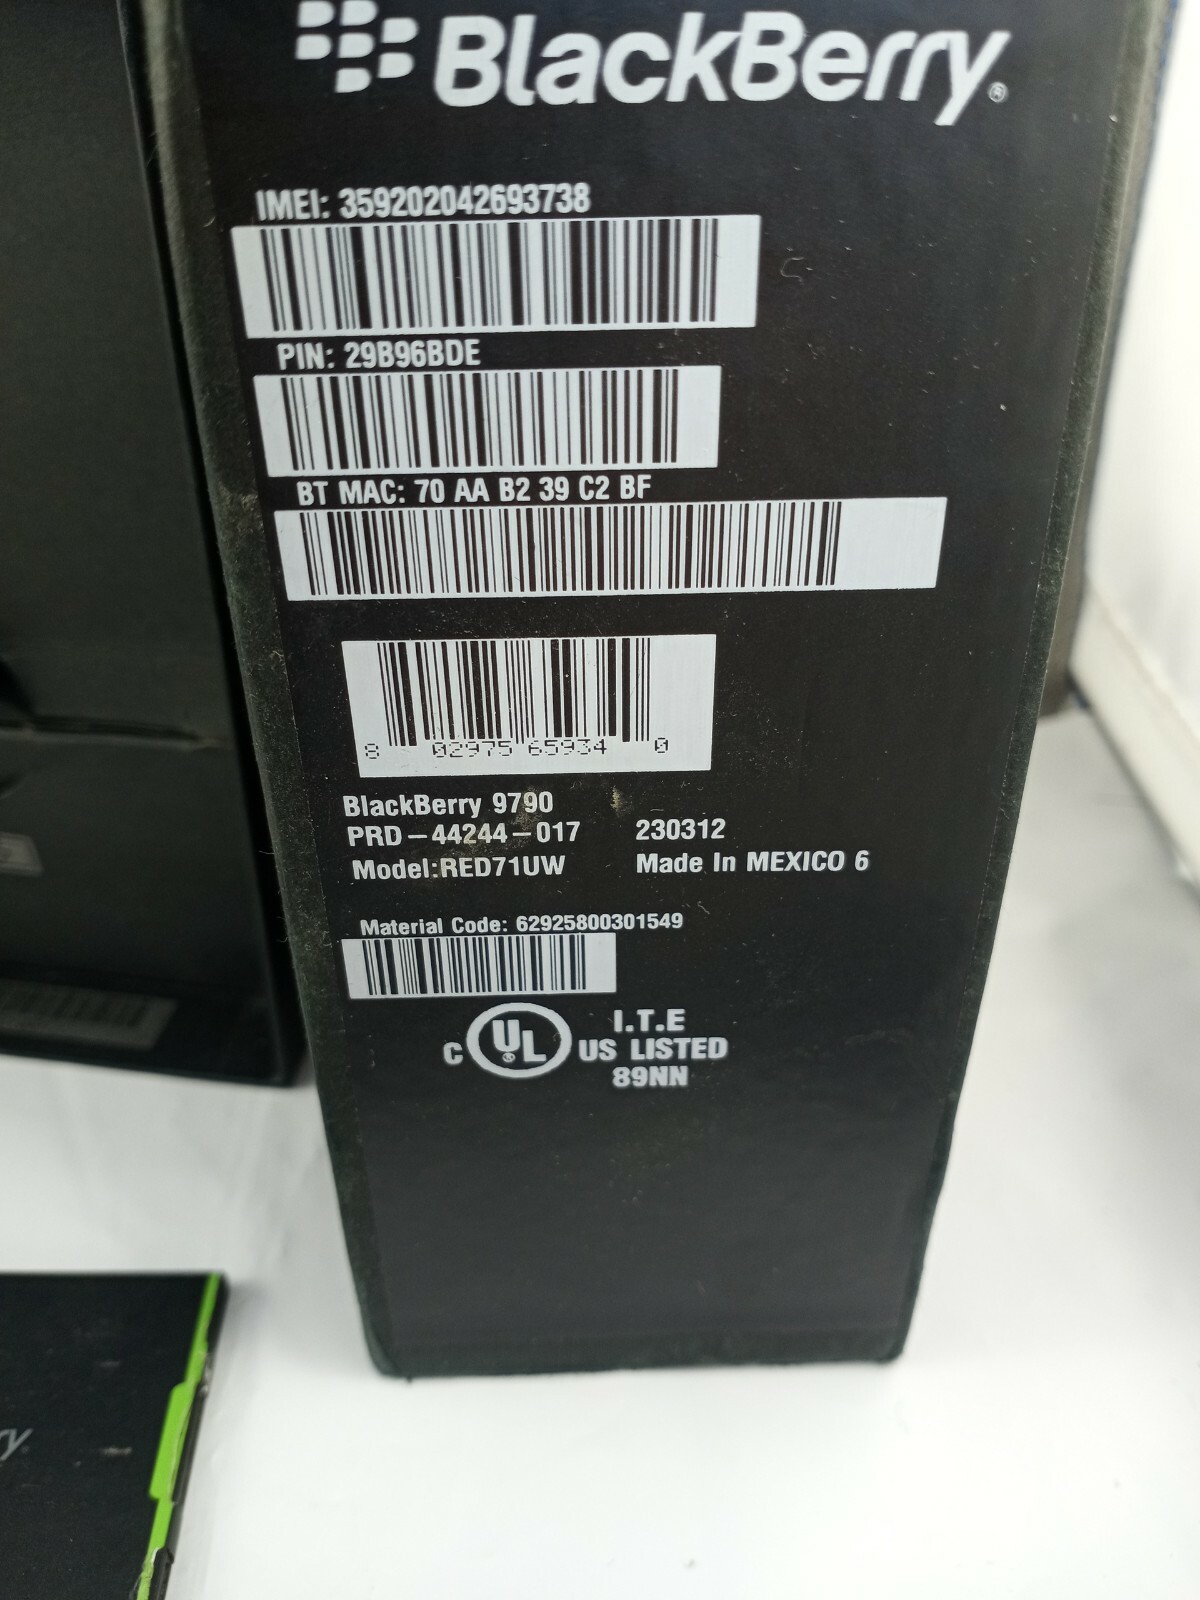 BlackBerry®
IMEI: 359202042693738
PIN: 29B96BDE
BT MAC: 70 AA B2 39 C2 BF
8 02975 65934 0
BlackBerry 9790
PRD-44244-017 230312
Model:RED71UW Made In MEXICO 6
Material Code: 62925800301549
C UL® US I.T.E
LISTED
89NN
ry